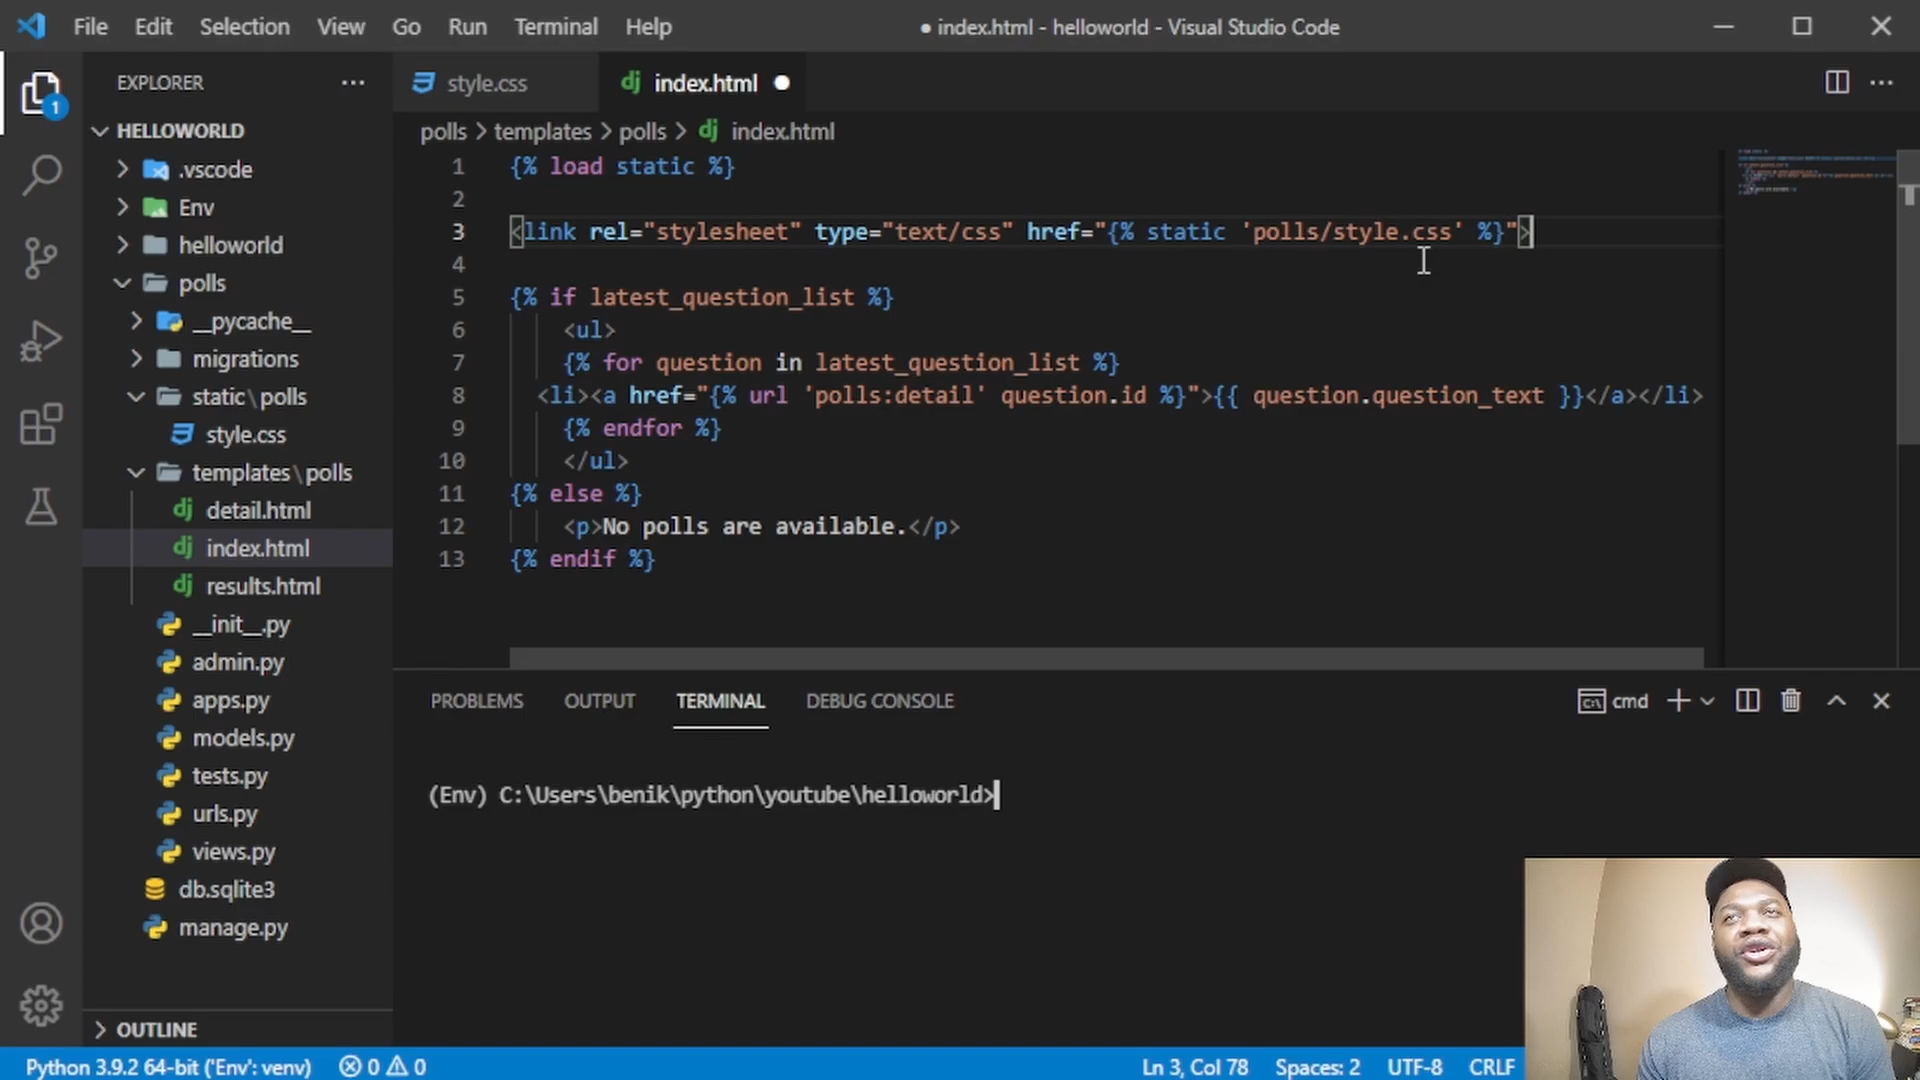 File Edit Selection View Go Run Terminal Help
● index.html - helloworld - Visual Studio Code
EXPLORER
1
HELLOWORLD
.vscode
Env
helloworld
polls
__pycache__
migrations
static\polls
style.css
templates\polls
detail.html
index.html
results.html
__init__.py
admin.py
apps.py
models.py
tests.py
urls.py
views.py
db.sqlite3
manage.py
OUTLINE
style.css
index.html
polls > templates > polls > index.html
1 {% load static %}
2
3 <link rel="stylesheet" type="text/css" href="{% static 'polls/style.css' %}">
4
5 {% if latest_question_list %}
6 <ul>
7 {% for question in latest_question_list %}
8 <li><a href="{% url 'polls:detail' question.id %}">{{ question.question_text }}</a></li>
9 {% endfor %}
10 </ul>
11 {% else %}
12 <p>No polls are available.</p>
13 {% endif %}
PROBLEMS OUTPUT TERMINAL DEBUG CONSOLE
cmd
(Env) C:\Users\benik\python\youtube\helloworld>
Python 3.9.2 64-bit ('Env': venv) 0 0
Ln 3, Col 78 Spaces: 2 UTF-8 CRLF